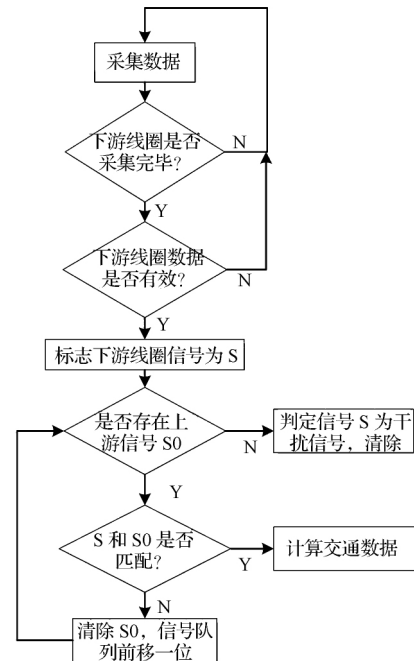 采集数据
下游线圈是否
采集完毕?
N
Y
下游线圈数据
是否有效?
N
Y
标志下游线圈信号为 S
是否存在上
游信号 S0
N
判定信号 S 为干
扰信号，清除
Y
S 和 S0 是否
匹配?
Y
计算交通数据
N
清除 S0，信号队
列前移一位